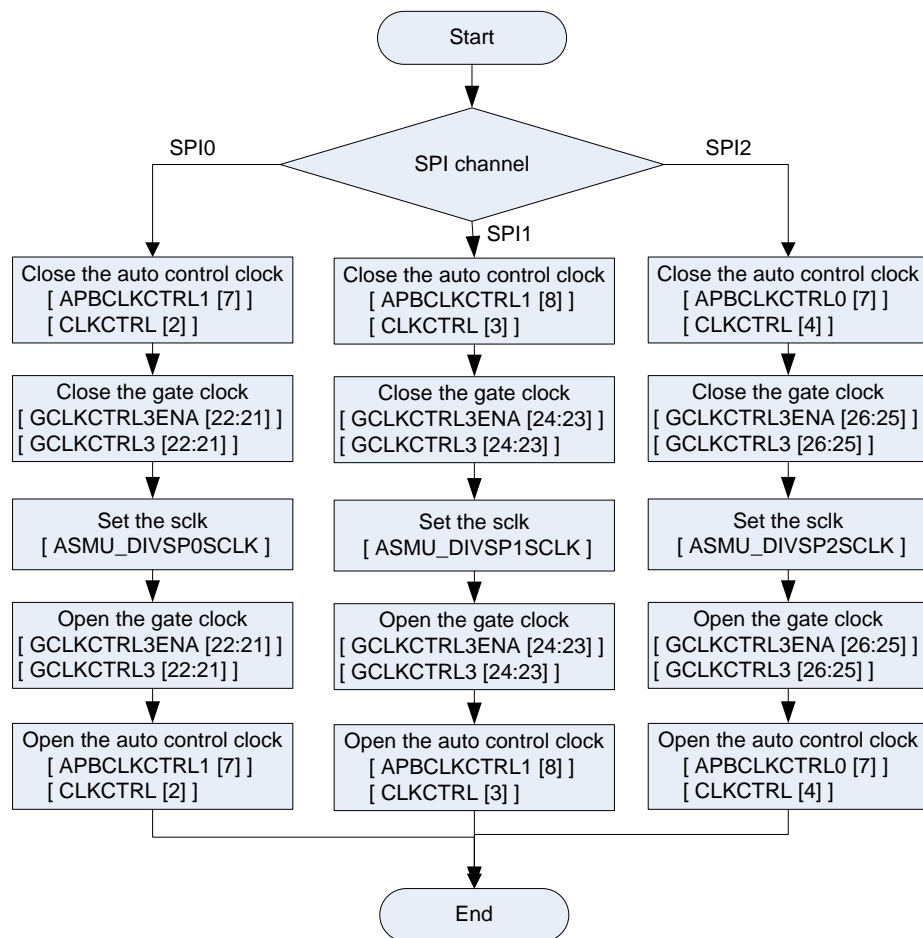 Start
SPI channel
SPI0
SPI1
SPI2
Close the auto control clock
[ APBCLKCTRL1 [7] ]
[ CLKCTRL [2] ]
Close the gate clock
[ GCLKCTRL3ENA [22:21] ]
[ GCLKCTRL3 [22:21] ]
Set the sclk
[ ASMU_DIVSP0SCLK ]
Open the gate clock
[ GCLKCTRL3ENA [22:21] ]
[ GCLKCTRL3 [22:21] ]
Open the auto control clock
[ APBCLKCTRL1 [7] ]
[ CLKCTRL [2] ]
Close the auto control clock
[ APBCLKCTRL1 [8] ]
[ CLKCTRL [3] ]
Close the gate clock
[ GCLKCTRL3ENA [24:23] ]
[ GCLKCTRL3 [24:23] ]
Set the sclk
[ ASMU_DIVSP1SCLK ]
Open the gate clock
[ GCLKCTRL3ENA [24:23] ]
[ GCLKCTRL3 [24:23] ]
Open the auto control clock
[ APBCLKCTRL1 [8] ]
[ CLKCTRL [3] ]
Close the auto control clock
[ APBCLKCTRL0 [7] ]
[ CLKCTRL [4] ]
Close the gate clock
[ GCLKCTRL3ENA [26:25] ]
[ GCLKCTRL3 [26:25] ]
Set the sclk
[ ASMU_DIVSP2SCLK ]
Open the gate clock
[ GCLKCTRL3ENA [26:25] ]
[ GCLKCTRL3 [26:25] ]
Open the auto control clock
[ APBCLKCTRL0 [7] ]
[ CLKCTRL [4] ]
End